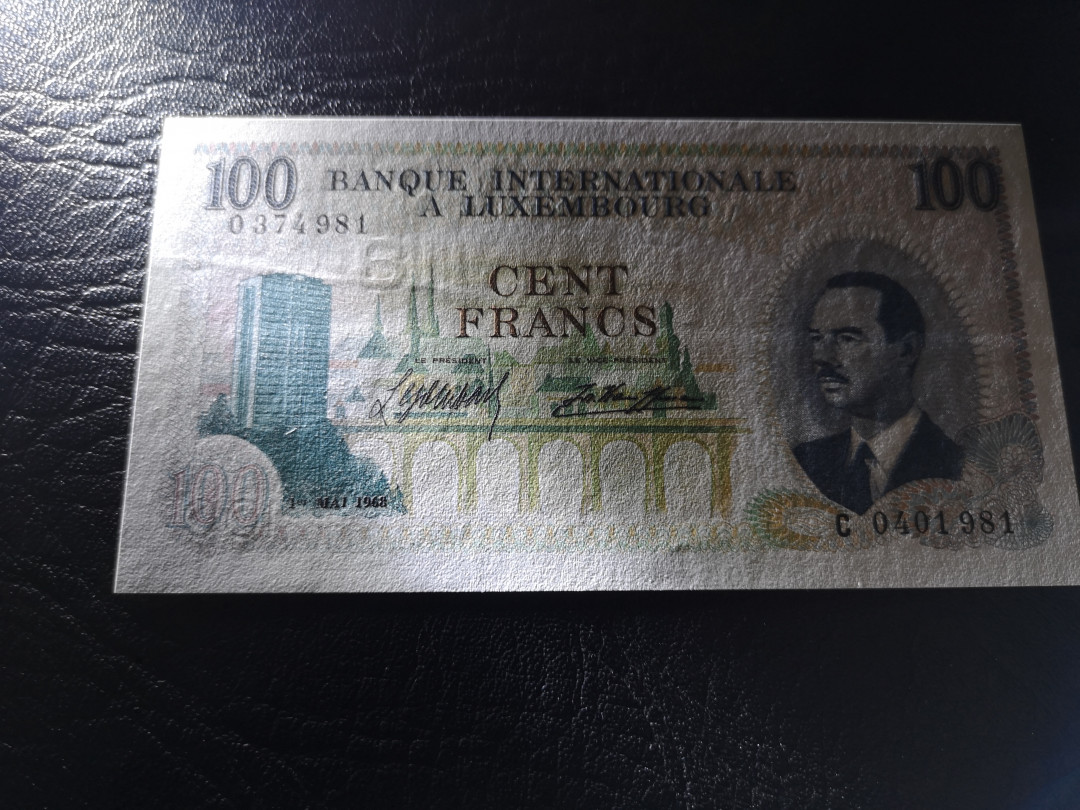 100 BANQUE INTERNATIONALE 100
A LUXEMBOURG
0374981
CENT
FRANCS
LE PRÉSIDENT LE VICE-PRÉSIDENT
100
1er MAI 1968
C 0401981